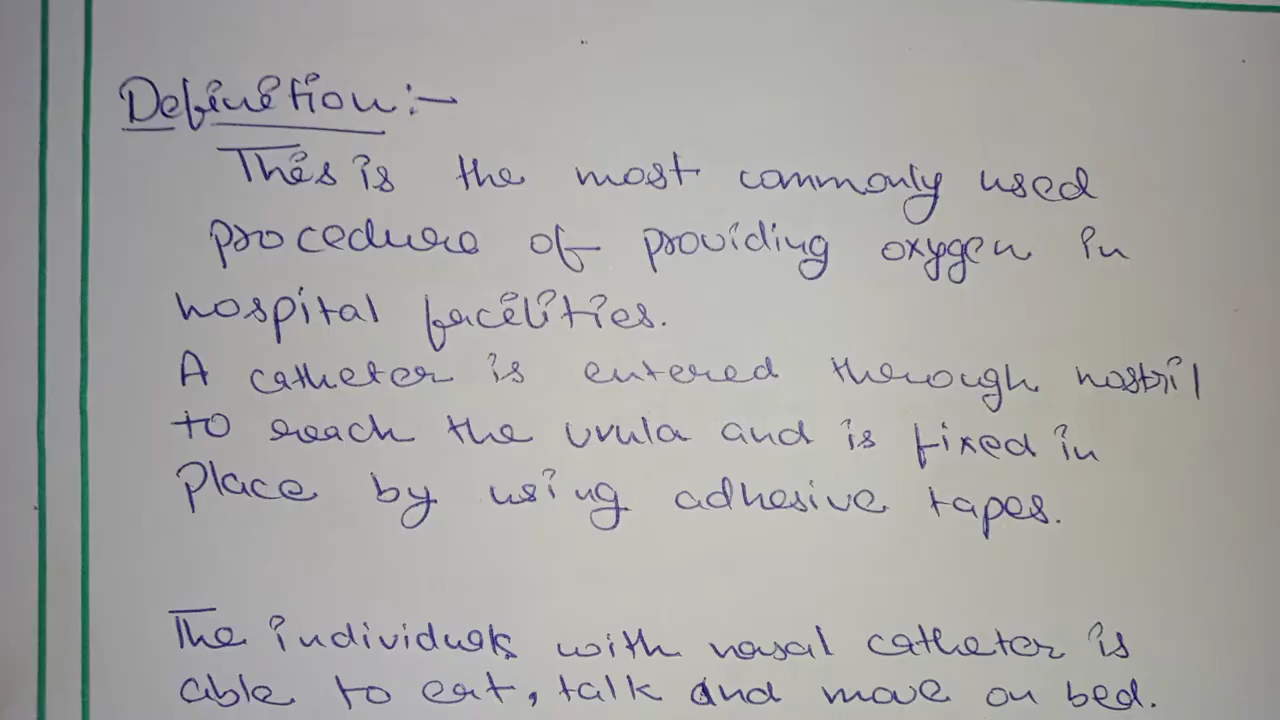 Definition:-
This is the most commonly used
procedure of providing oxygen in
hospital facilities.
A catheter is entered through nostril
to reach the uvula and is fixed in
Place by using adhesive tapes.
The individuals with nasal catheter is
able to eat, talk and move on bed.